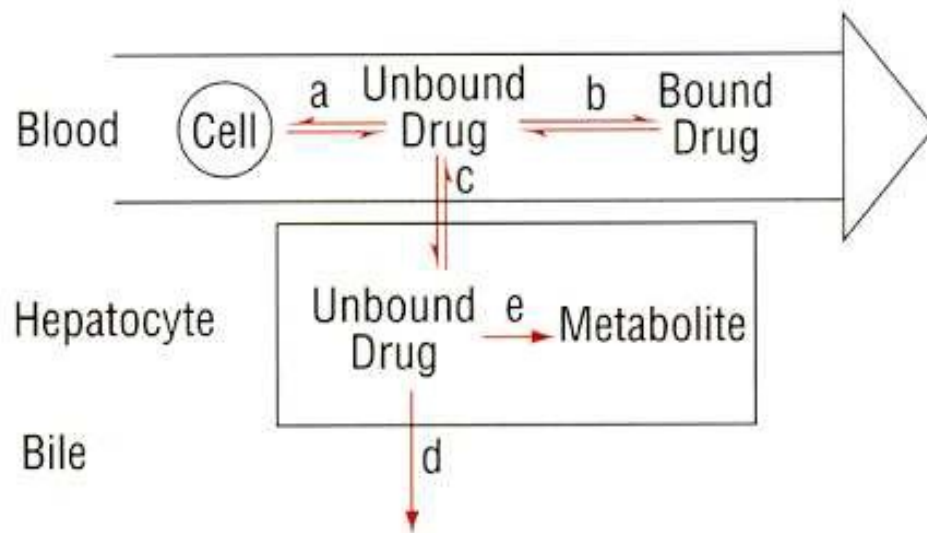 Blood
Cell
a
Unbound
Drug
b
Bound
Drug
c
Hepatocyte
Unbound
Drug
e
Metabolite
Bile
d